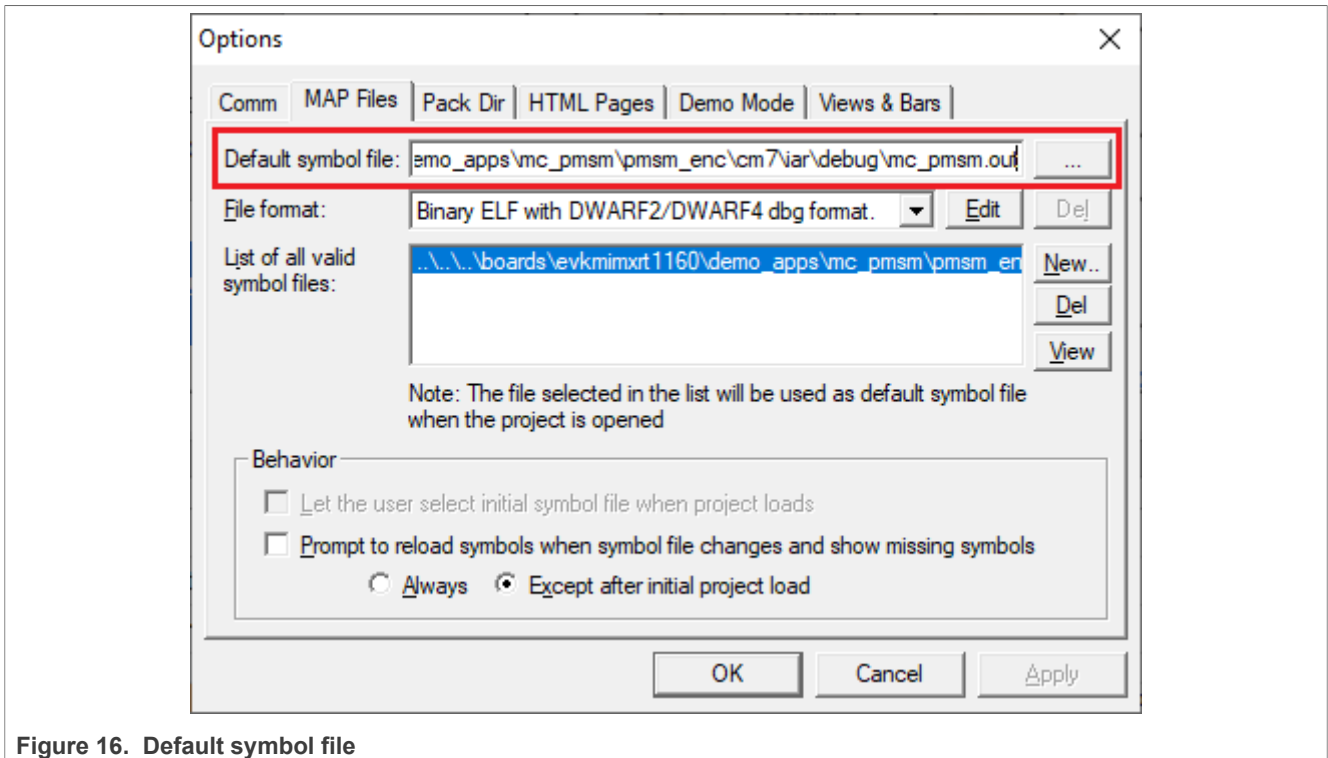 Options
Comm MAP Files Pack Dir HTML Pages Demo Mode Views & Bars
Default symbol file: emo_apps\mc_pmsm\pmsm_enc\cm7\iar\debug\mc_pmsm.out ...
File format: Binary ELF with DWARF2/DWARF4 dbg format. Edit Del
List of all valid symbol files: ..\..\..\boards\evkmimxrt1160\demo_apps\mc_pmsm\pmsm_en New..
Del
View
Note: The file selected in the list will be used as default symbol file
when the project is opened
Behavior
Let the user select initial symbol file when project loads
Prompt to reload symbols when symbol file changes and show missing symbols
Always Except after initial project load
OK Cancel Apply
Figure 16. Default symbol file